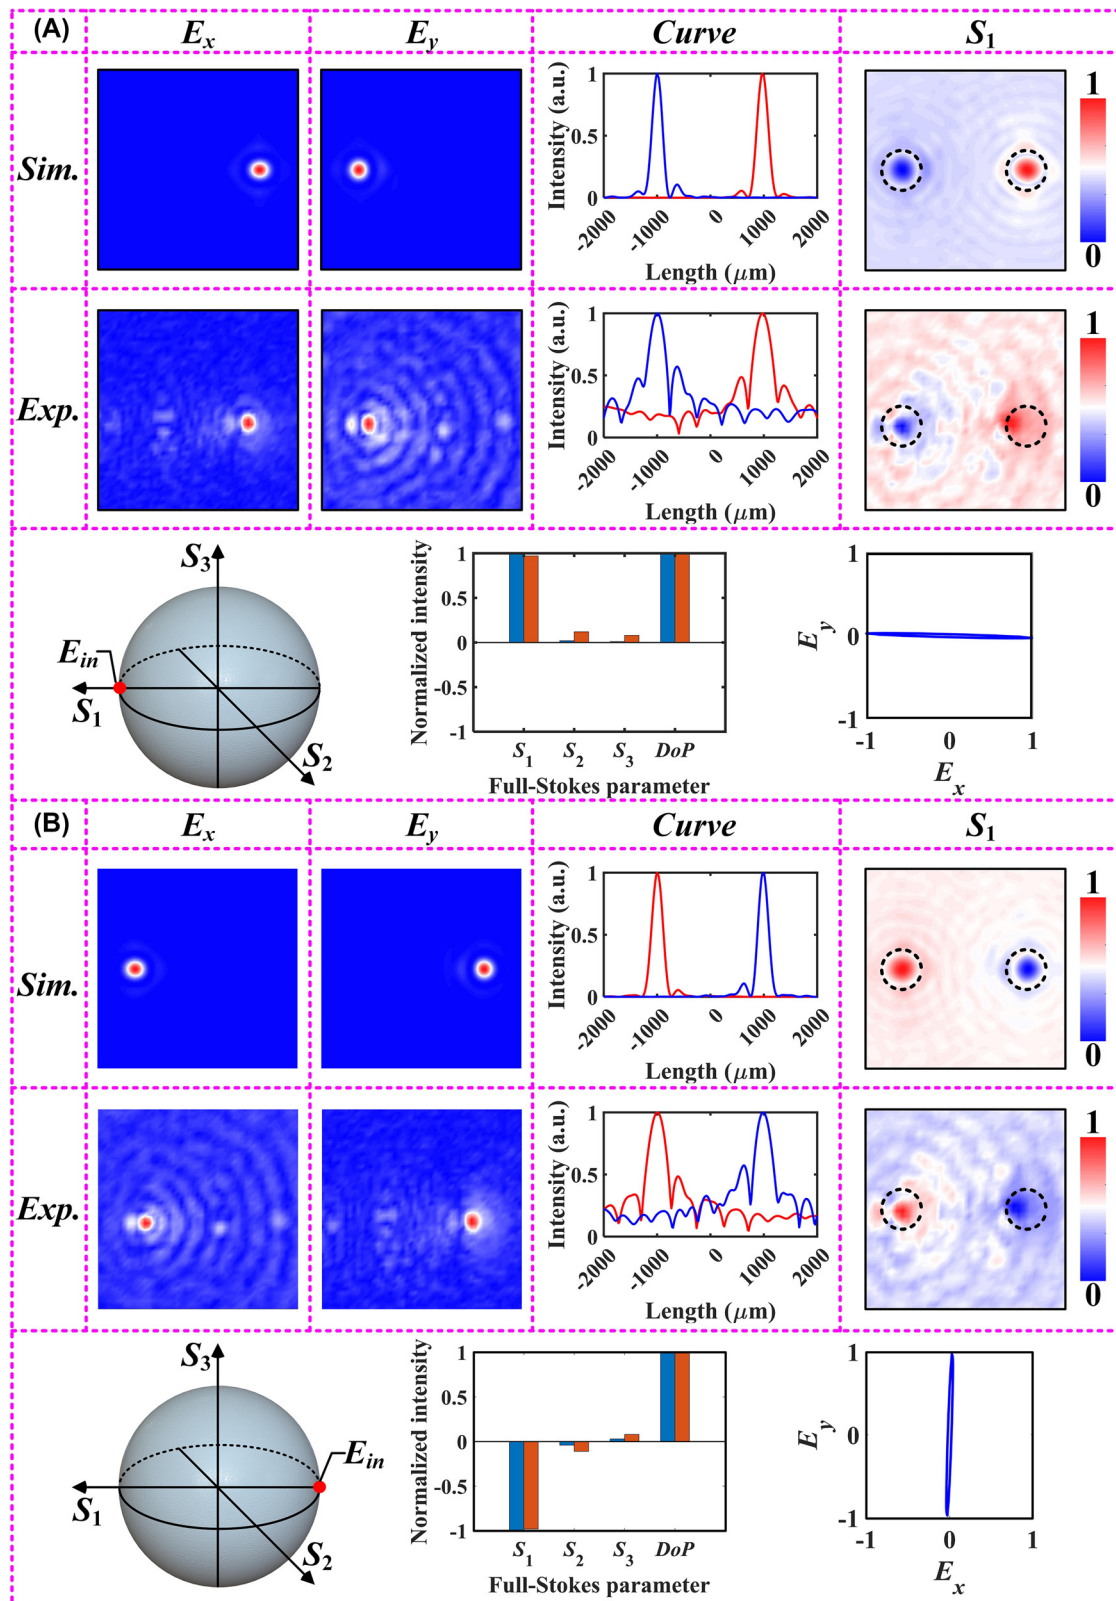 (A) Ex Ey Curve S1
Sim.
Intensity (a.u.)
1
0.5
0
-2000 -1000 0 1000 2000
Length (μm)
1
0
Exp.
Intensity (a.u.)
1
0.5
0
-2000 -1000 0 1000 2000
Length (μm)
1
0
S3
Ein
S1
S2
Normalized intensity
1
0.5
0
-0.5
-1
S1 S2 S3 DoP
Full-Stokes parameter
Ey
1
0
-1
-1 0 1
Ex
(B) Ex Ey Curve S1
Sim.
Intensity (a.u.)
1
0.5
0
-2000 -1000 0 1000 2000
Length (μm)
1
0
Exp.
Intensity (a.u.)
1
0.5
0
-2000 -1000 0 1000 2000
Length (μm)
1
0
S3
Ein
S1
S2
Normalized intensity
1
0.5
0
-0.5
-1
S1 S2 S3 DoP
Full-Stokes parameter
Ey
1
0
-1
-1 0 1
Ex